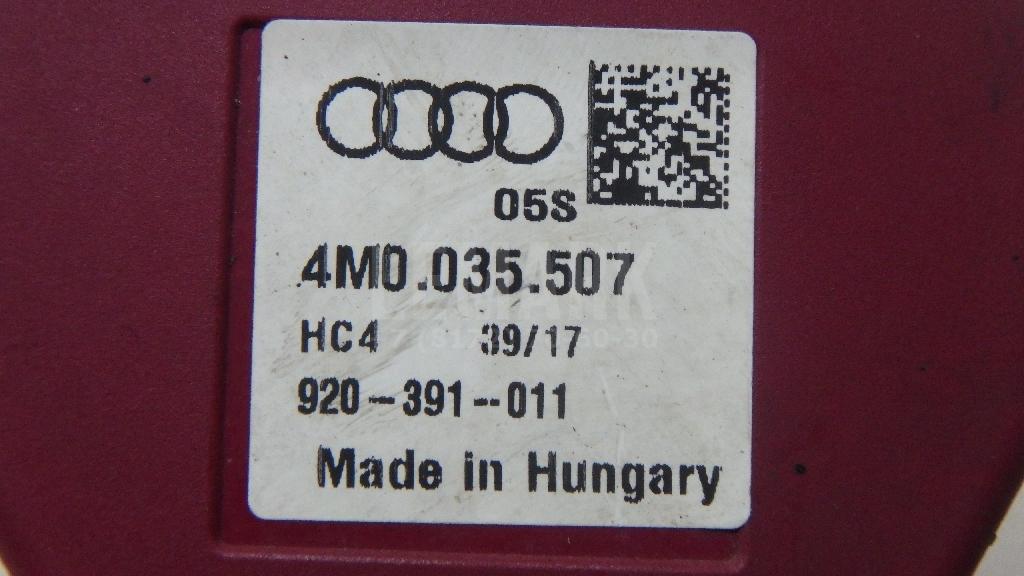 05S
4M0.035.507
HC4 39/17
920-391-011
Made in Hungary